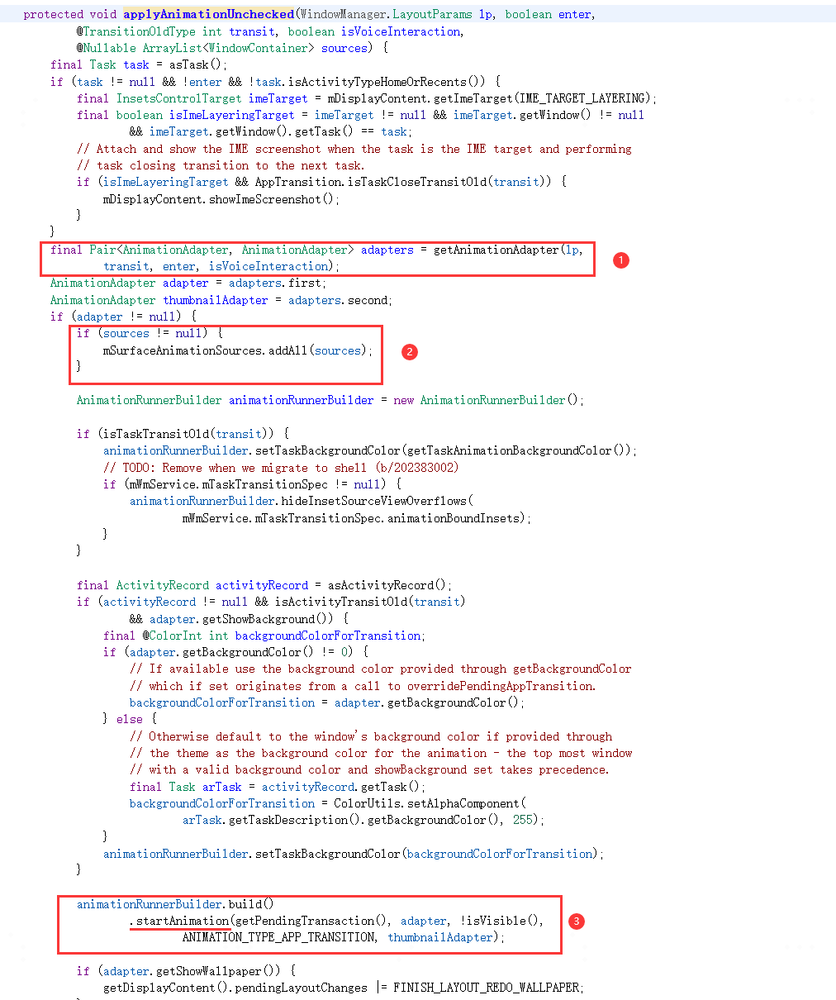 protected void applyAnimationUnchecked(WindowManager.LayoutParams lp, boolean enter,
@TransitionOldType int transit, boolean isVoiceInteraction,
@Nullable ArrayList<WindowContainer> sources) {
final Task task = asTask();
if (task != null && !enter && !task.isActivityTypeHomeOrRecents()) {
final InsetsControlTarget imeTarget = mDisplayContent.getImeTarget(IME_TARGET_LAYERING);
final boolean isImeLayeringTarget = imeTarget != null && imeTarget.getWindow() != null
&& imeTarget.getWindow().getTask() == task;
// Attach and show the IME screenshot when the task is the IME target and performing
// task closing transition to the next task.
if (isImeLayeringTarget && AppTransition.isTaskCloseTransitOld(transit)) {
mDisplayContent.showImeScreenshot();
}
}
final Pair<AnimationAdapter, AnimationAdapter> adapters = getAnimationAdapter(lp,
transit, enter, isVoiceInteraction);
1
AnimationAdapter adapter = adapters.first;
AnimationAdapter thumbnailAdapter = adapters.second;
if (adapter != null) {
if (sources != null) {
mSurfaceAnimationSources.addAll(sources);
2
}
AnimationRunnerBuilder animationRunnerBuilder = new AnimationRunnerBuilder();
if (isTaskTransitOld(transit)) {
animationRunnerBuilder.setTaskBackgroundColor(getTaskAnimationBackgroundColor());
// TODO: Remove when we migrate to shell (b/202383002)
if (mWmService.mTaskTransitionSpec != null) {
animationRunnerBuilder.hideInsetSourceViewOverflows(
mWmService.mTaskTransitionSpec.animationBoundInsets);
}
}
final ActivityRecord activityRecord = asActivityRecord();
if (activityRecord != null && isActivityTransitOld(transit)
&& adapter.getShowBackground()) {
final @ColorInt int backgroundColorForTransition;
if (adapter.getBackgroundColor() != 0) {
// If available use the background color provided through getBackgroundColor
// which if set originates from a call to overridePendingAppTransition.
backgroundColorForTransition = adapter.getBackgroundColor();
} else {
// Otherwise default to the window's background color if provided through
// the theme as the background color for the animation - the top most window
// with a valid background color and showBackground set takes precedence.
final Task arTask = activityRecord.getTask();
backgroundColorForTransition = ColorUtils.setAlphaComponent(
arTask.getTaskDescription().getBackgroundColor(), 255);
}
animationRunnerBuilder.setTaskBackgroundColor(backgroundColorForTransition);
}
animationRunnerBuilder.build()
.startAnimation(getPendingTransaction(), adapter, !isVisible(),
3
ANIMATION_TYPE_APP_TRANSITION, thumbnailAdapter);
if (adapter.getShowWallpaper()) {
getDisplayContent().pendingLayoutChanges |= FINISH_LAYOUT_REDO_WALLPAPER;